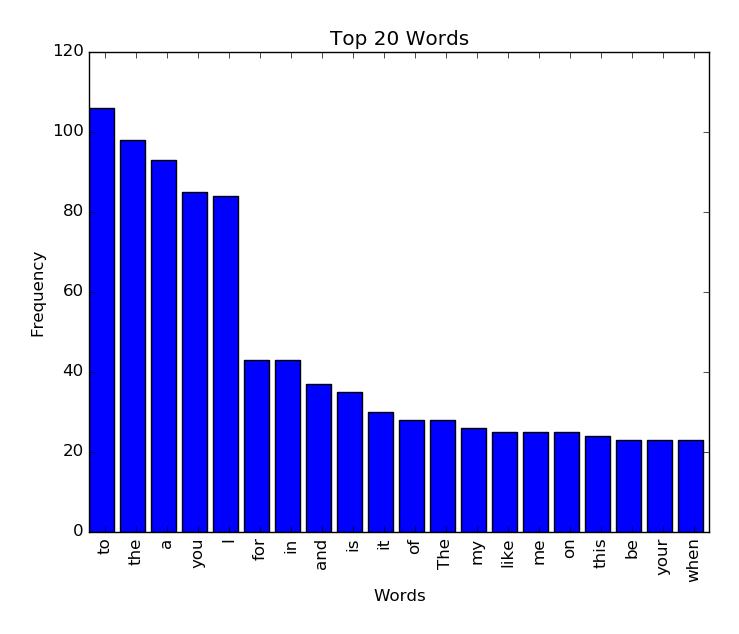 Top 20 Words
120
100
80
60
40
20
0
Frequency
to
the
a
you
I
for
in
and
is
it
of
The
my
like
me
on
this
be
your
when
Words